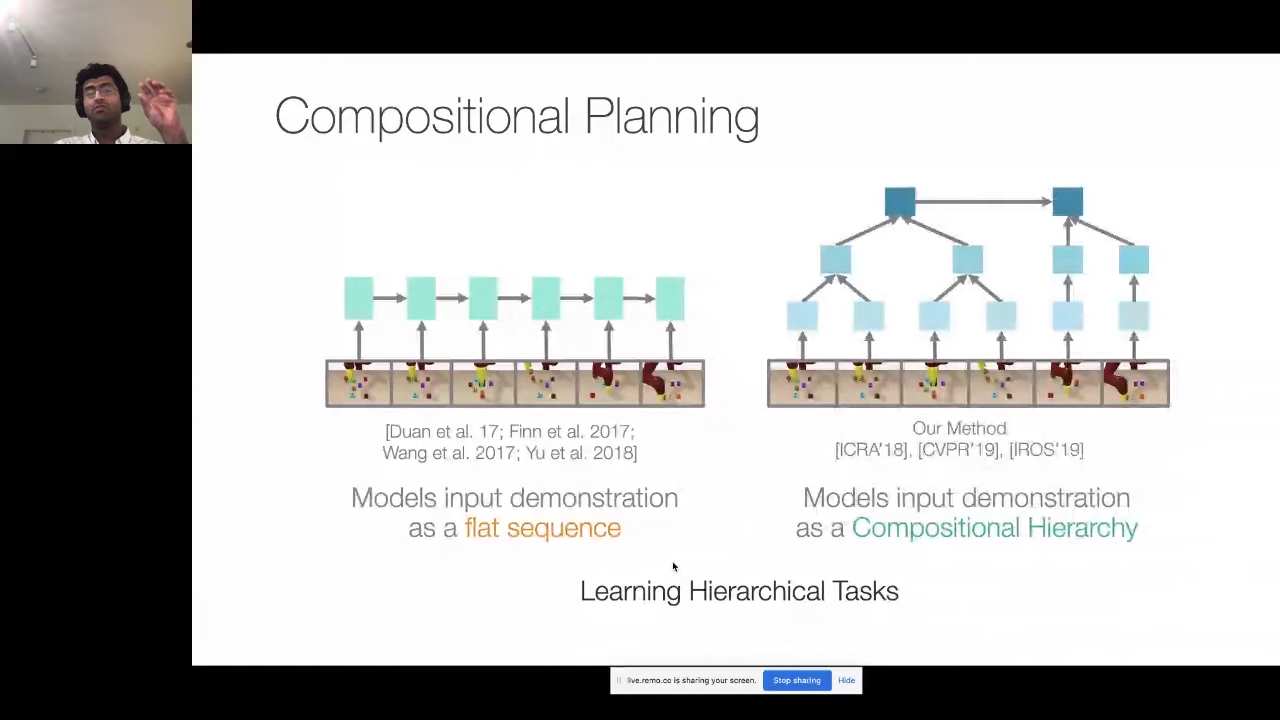 Compositional Planning
[Duan et al. 17; Finn et al. 2017;
Wang et al. 2017; Yu et al. 2018]
Models input demonstration
as a flat sequence
Our Method
[ICRA'18], [CVPR'19], [IROS'19]
Models input demonstration
as a Compositional Hierarchy
Learning Hierarchical Tasks
live.remo.co is sharing your screen. Stop sharing Hide